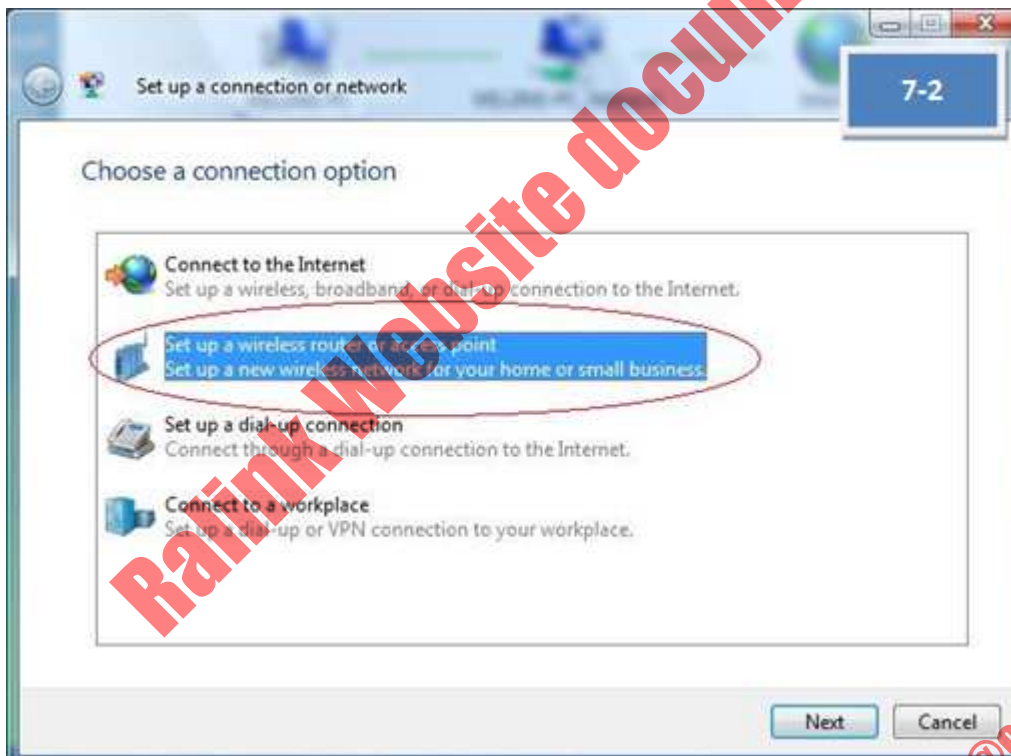 Set up a connection or network
7-2
Choose a connection option
Connect to the Internet
Set up a wireless, broadband, or dial-up connection to the Internet.
Set up a wireless router or access point
Set up a new wireless network for your home or small business.
Set up a dial-up connection
Connect through a dial-up connection to the Internet.
Connect to a workplace
Set up a dial-up or VPN connection to your workplace.
Next
Cancel
Ralink Website